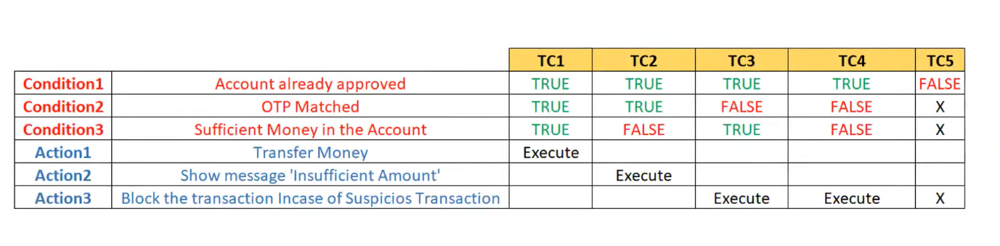 TC1 TC2 TC3 TC4 TC5
Condition1 Account already approved TRUE TRUE TRUE TRUE FALSE
Condition2 OTP Matched TRUE TRUE FALSE FALSE X
Condition3 Sufficient Money in the Account TRUE FALSE TRUE FALSE X
Action1 Transfer Money Execute
Action2 Show message 'Insufficient Amount' Execute
Action3 Block the transaction Incase of Suspicios Transaction Execute Execute X